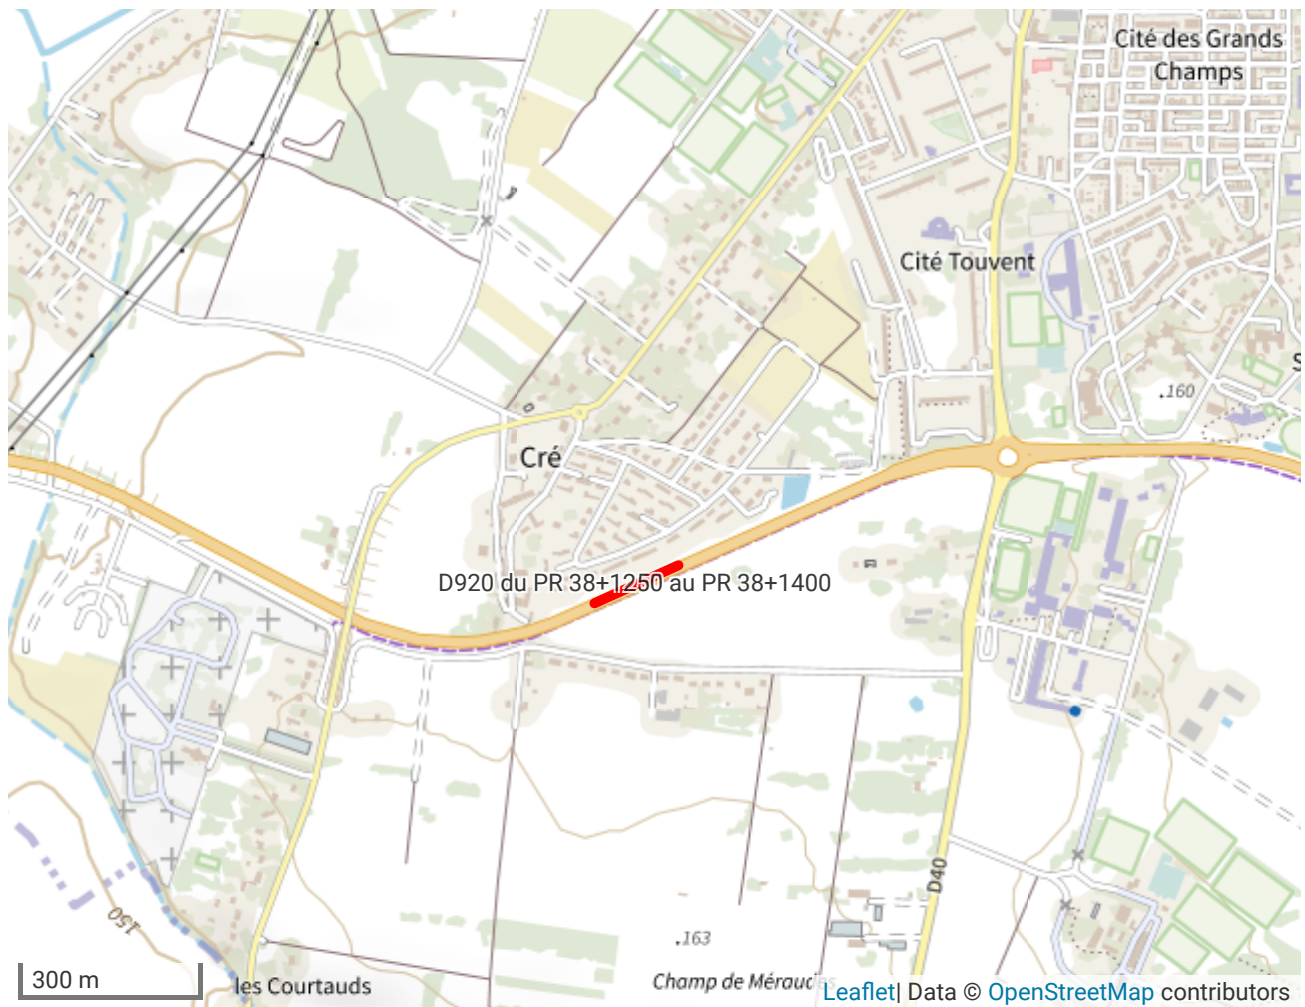 Cité des Grands
Champs
Cité Touvent
S
.160
Cré
D920 du PR 38+1250 au PR 38+1400
D40
150
.163
Champ de Méraudes
les Courtauds
300 m
Leaflet | Data © OpenStreetMap contributors